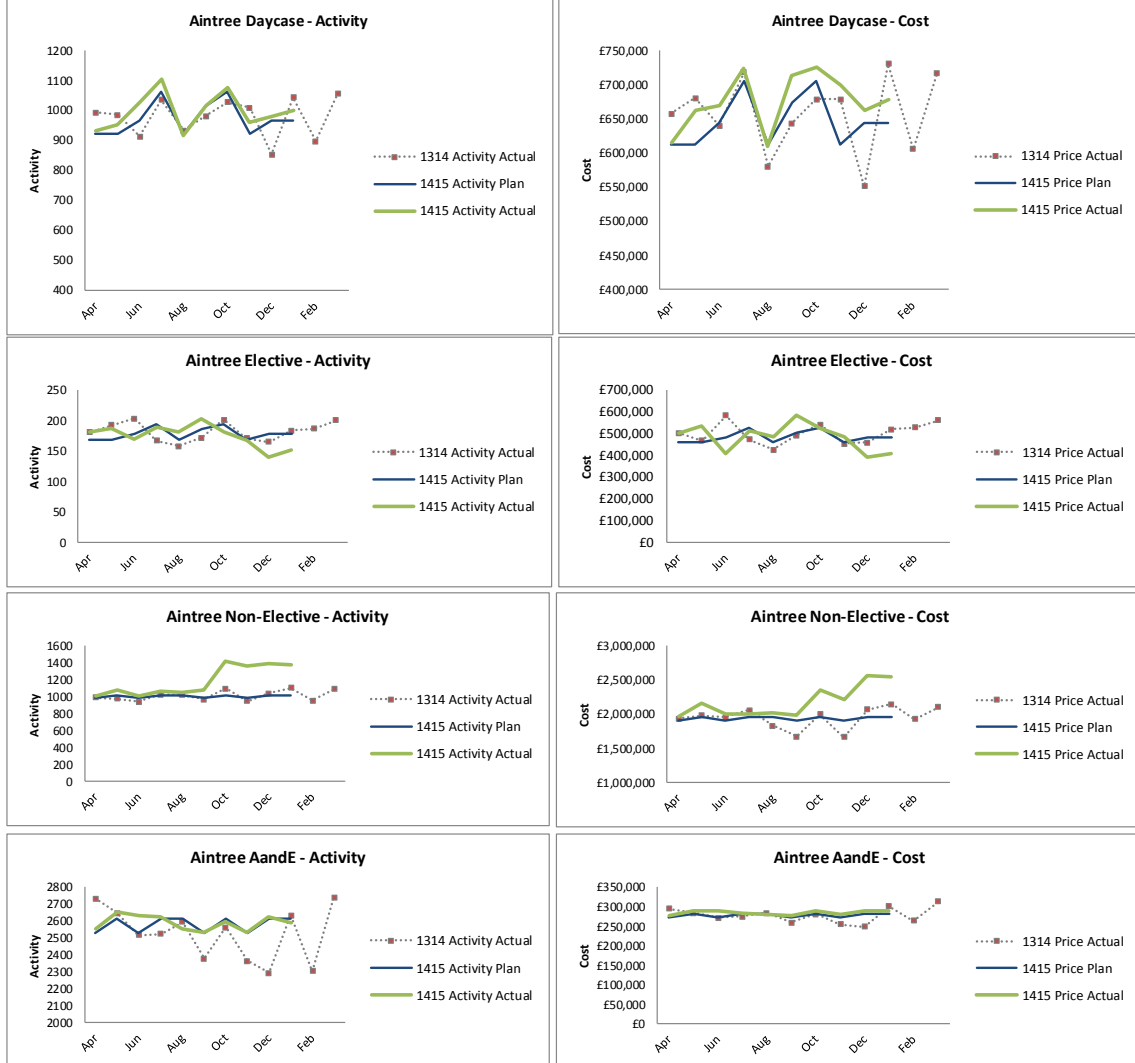 Aintree Daycase - Activity
1200
1100
1000
900
800
700
600
500
400
Activity
Apr
Jun
Aug
Oct
Dec
Feb
1314 Activity Actual
1415 Activity Plan
1415 Activity Actual
Aintree Daycase - Cost
£750,000
£700,000
£650,000
£600,000
£550,000
£500,000
£450,000
£400,000
Cost
Apr
Jun
Aug
Oct
Dec
Feb
1314 Price Actual
1415 Price Plan
1415 Price Actual
Aintree Elective - Activity
250
200
150
100
50
0
Activity
Apr
Jun
Aug
Oct
Dec
Feb
1314 Activity Actual
1415 Activity Plan
1415 Activity Actual
Aintree Elective - Cost
£700,000
£600,000
£500,000
£400,000
£300,000
£200,000
£100,000
£0
Cost
Apr
Jun
Aug
Oct
Dec
Feb
1314 Price Actual
1415 Price Plan
1415 Price Actual
Aintree Non-Elective - Activity
1600
1400
1200
1000
800
600
400
200
0
Activity
Apr
Jun
Aug
Oct
Dec
Feb
1314 Activity Actual
1415 Activity Plan
1415 Activity Actual
Aintree Non-Elective - Cost
£3,000,000
£2,500,000
£2,000,000
£1,500,000
£1,000,000
Cost
Apr
Jun
Aug
Oct
Dec
Feb
1314 Price Actual
1415 Price Plan
1415 Price Actual
Aintree AandE - Activity
2800
2700
2600
2500
2400
2300
2200
2100
2000
Activity
Apr
Jun
Aug
Oct
Dec
Feb
1314 Activity Actual
1415 Activity Plan
1415 Activity Actual
Aintree AandE - Cost
£350,000
£300,000
£250,000
£200,000
£150,000
£100,000
£50,000
£0
Cost
Apr
Jun
Aug
Oct
Dec
Feb
1314 Price Actual
1415 Price Plan
1415 Price Actual